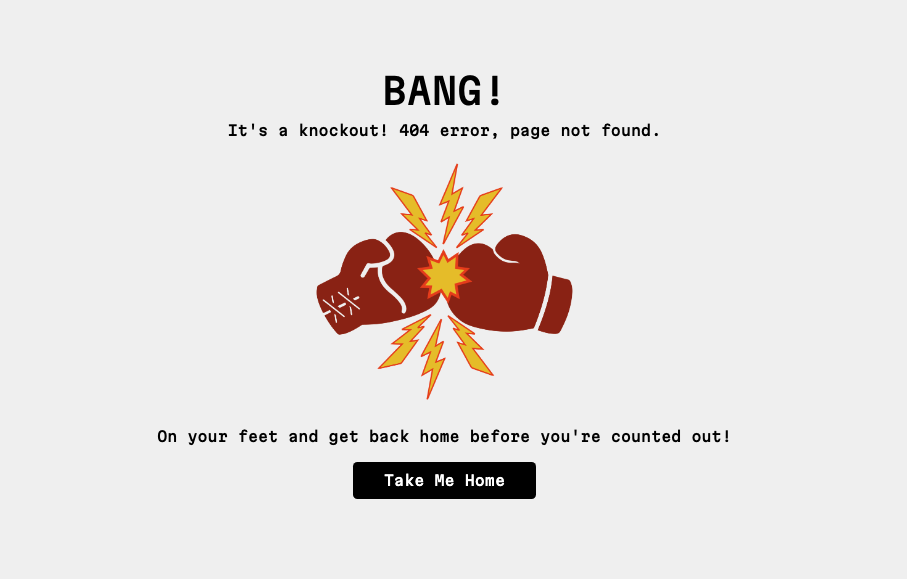 BANG!
It's a knockout! 404 error, page not found.
On your feet and get back home before you're counted out!
Take Me Home